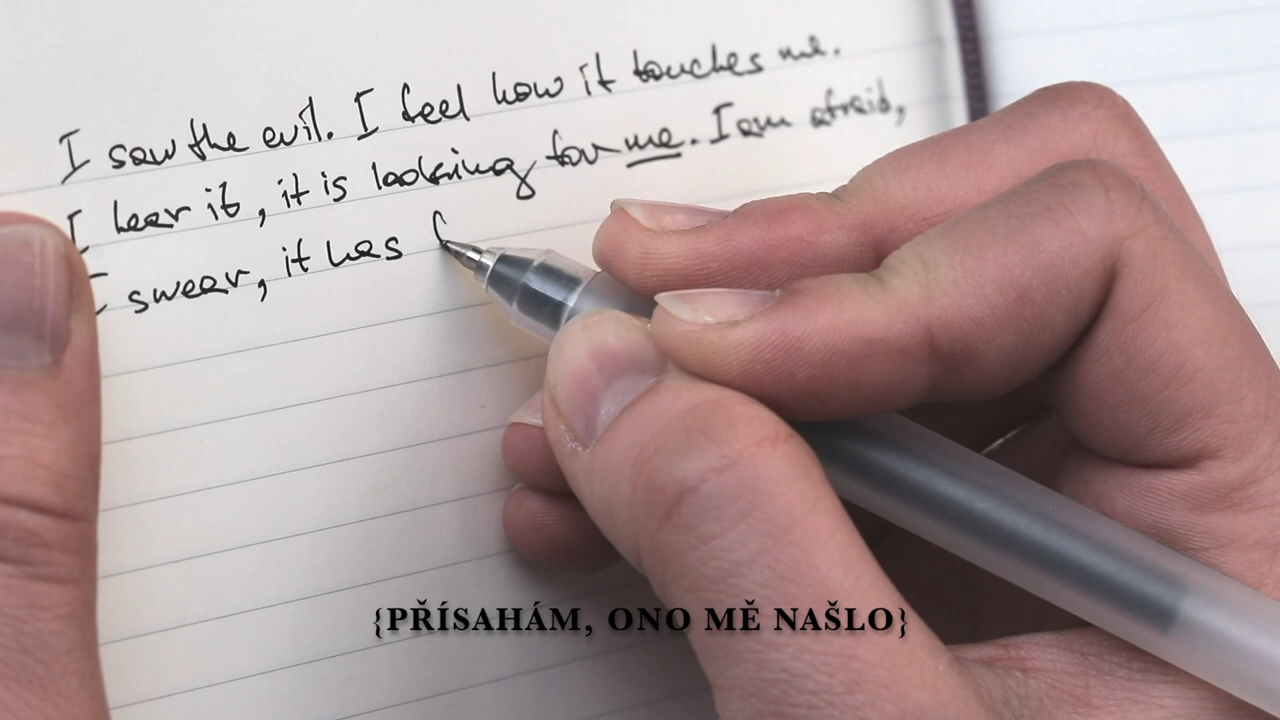 I saw the evil. I feel how it touches me.
I hear it, it is looking for me. I am afraid,
I swear, it has f
{PŘÍSAHÁM, ONO MĚ NAŠLO}